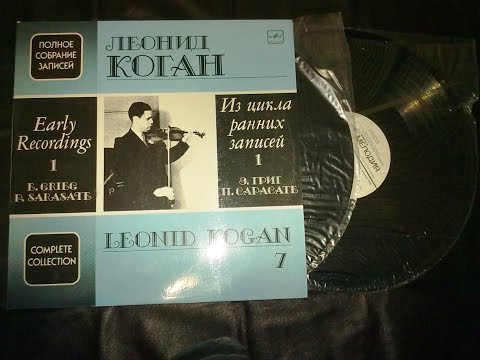 ПОЛНОЕ
СОБРАНИЕ
ЗАПИСЕЙ
ЛЕОНИД
КОГАН
Early
Recordings
1
E. GRIEG
P. SARASATE
Из цикла
ранних
записей
1
Э. ГРИГ
П. САРАСАТЕ
COMPLETE
COLLECTION
LEONID KOGAN
7
МЕЛОДИЯ